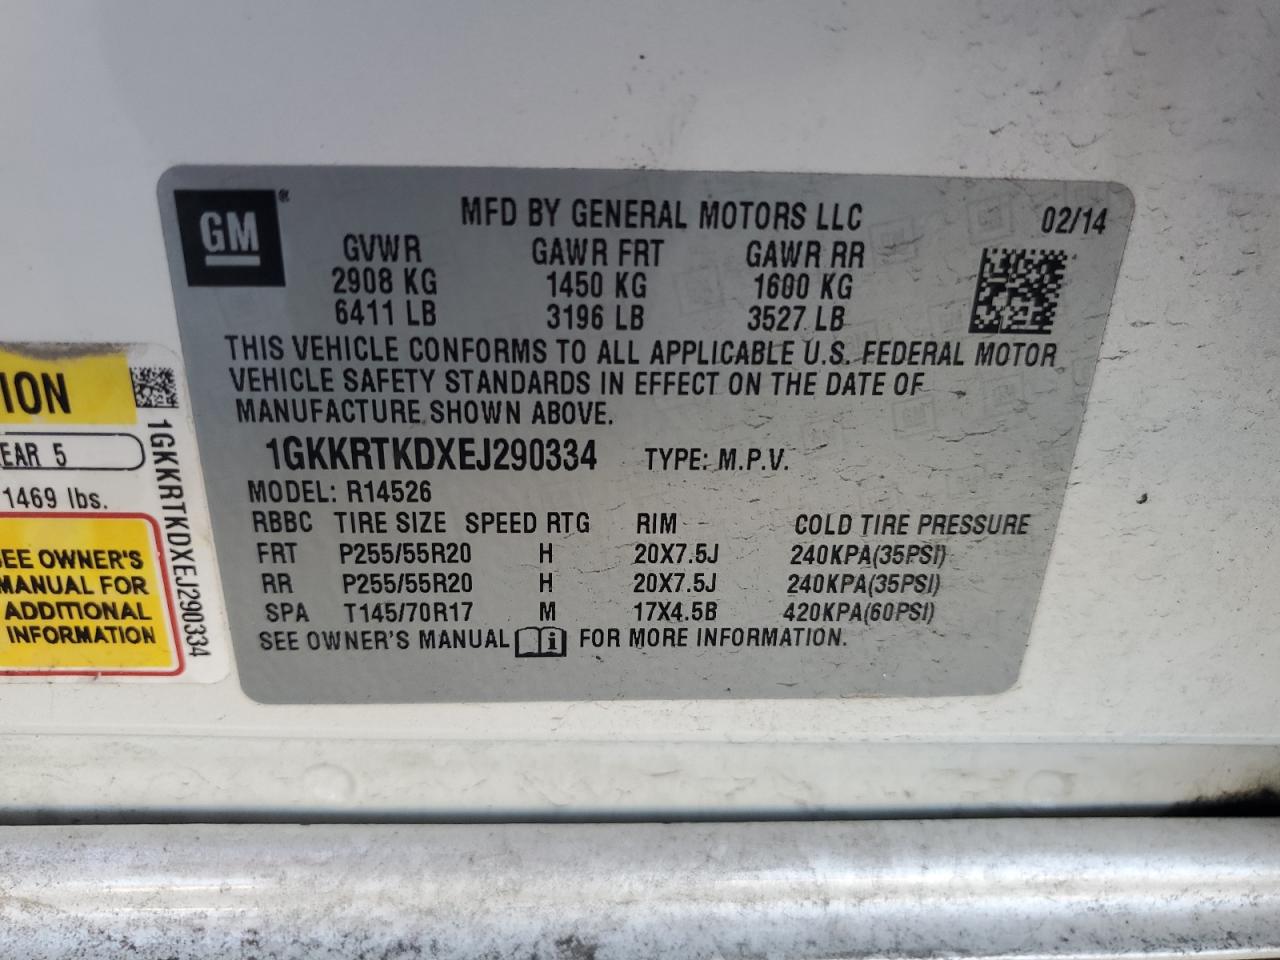 GM®
MFD BY GENERAL MOTORS LLC 02/14
GVWR GAWR FRT GAWR RR
2908 KG 1450 KG 1600 KG
6411 LB 3196 LB 3527 LB
THIS VEHICLE CONFORMS TO ALL APPLICABLE U.S. FEDERAL MOTOR
VEHICLE SAFETY STANDARDS IN EFFECT ON THE DATE OF
MANUFACTURE SHOWN ABOVE.
1GKKRTKDXEJ290334 TYPE: M.P.V.
MODEL: R14526
RBBC TIRE SIZE SPEED RTG RIM COLD TIRE PRESSURE
FRT P255/55R20 H 20X7.5J 240KPA(35PSI)
RR P255/55R20 H 20X7.5J 240KPA(35PSI)
SPA T145/70R17 M 17X4.5B 420KPA(60PSI)
SEE OWNER'S MANUAL i FOR MORE INFORMATION.
ION
EAR 5
1469 lbs.
SEE OWNER'S
MANUAL FOR
ADDITIONAL
INFORMATION
1GKKRTKDXEJ290334